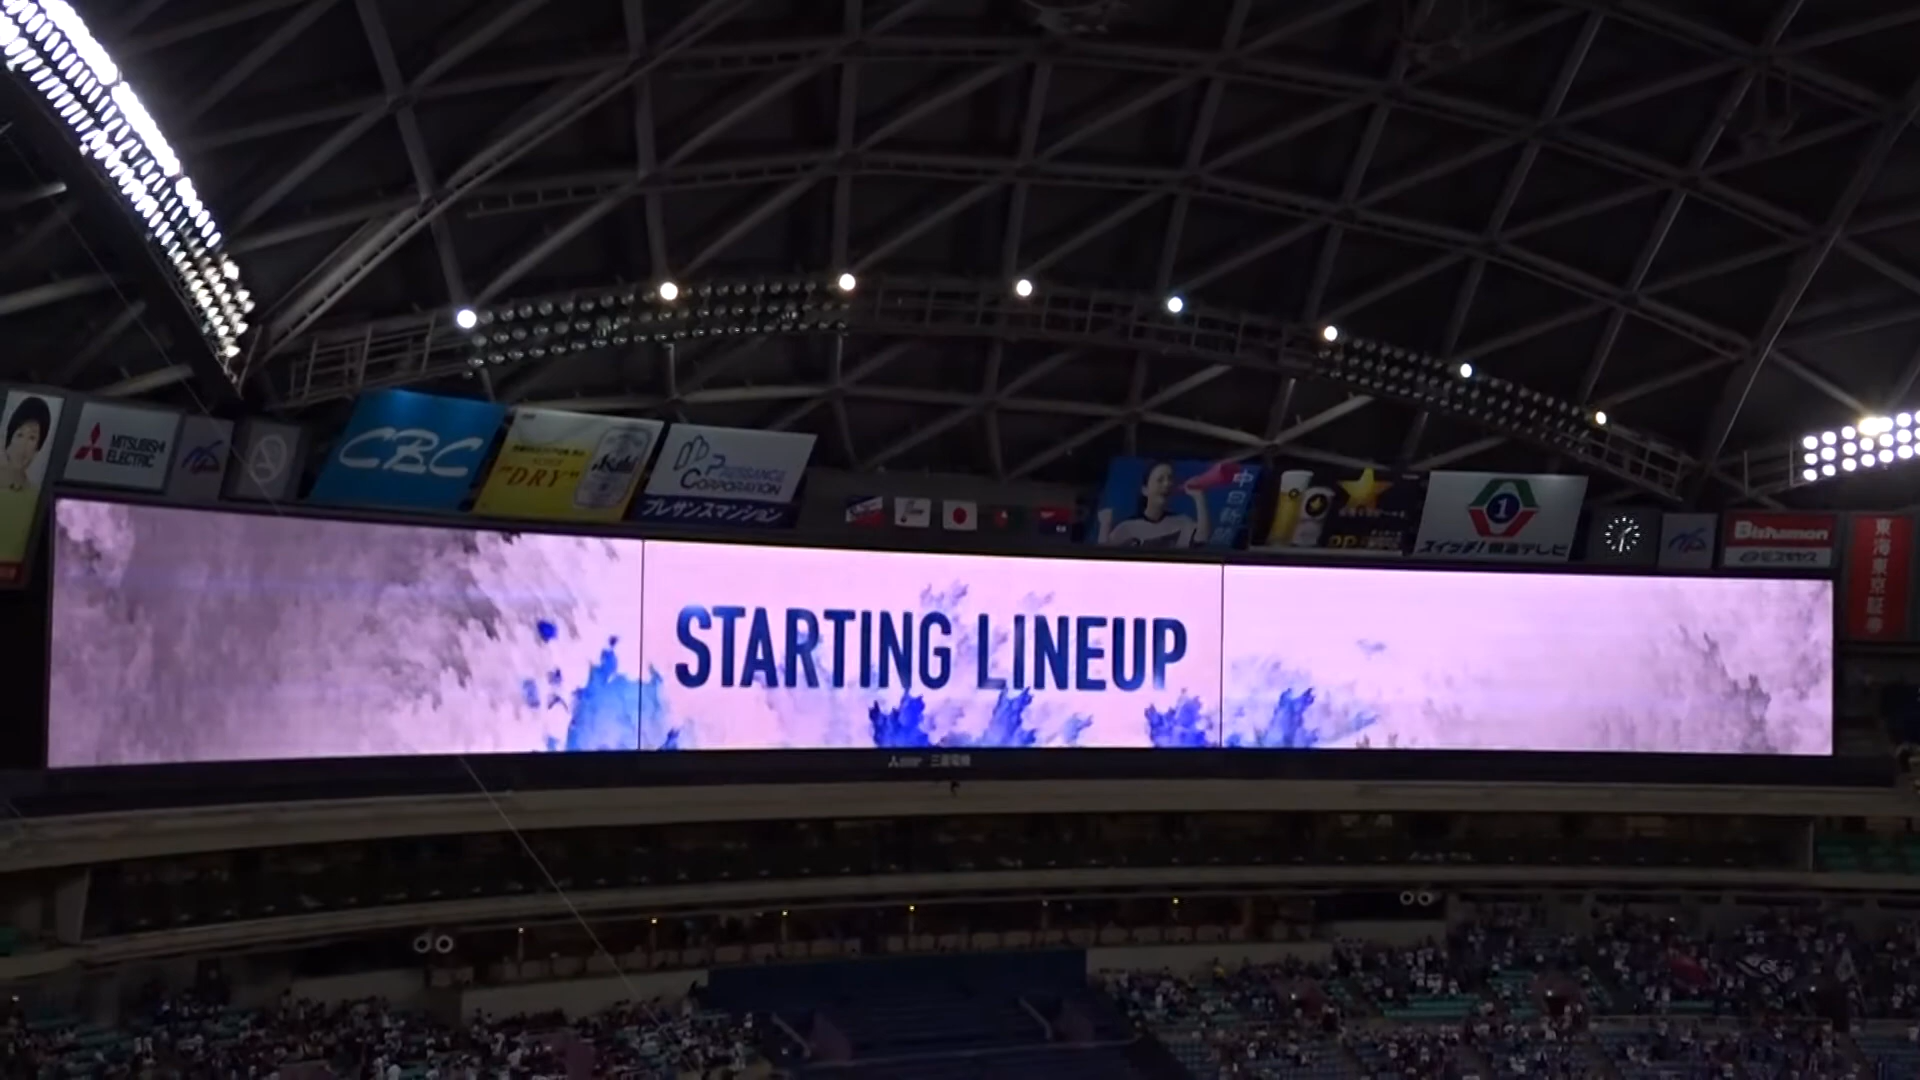 MITSUBISHI
ELECTRIC
CBC
"DRY"
Asahi
PRESSANCE
CORPORATION
プレサンスマンション
中日新
1
スイッチ!東海テレビ
Bishamon
東海東京証券
STARTING LINEUP
三菱電機